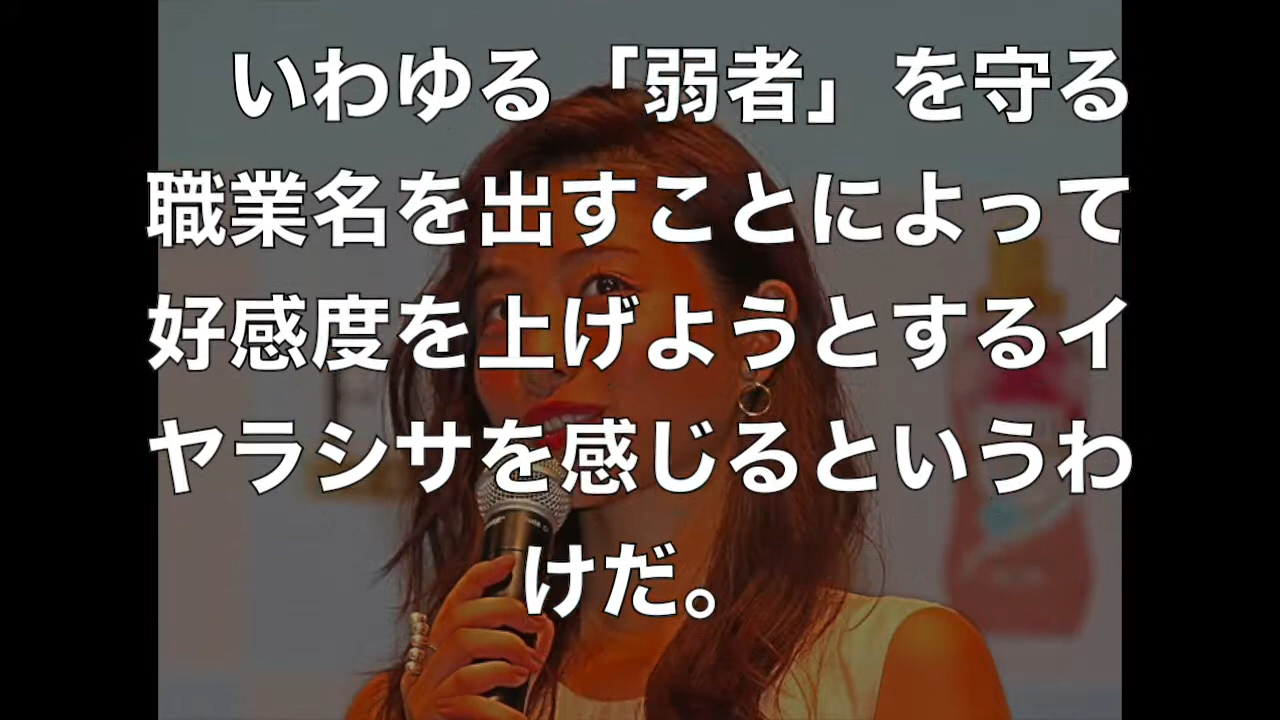 いわゆる「弱者」を守る
職業名を出すことによって
好感度を上げようとするイ
ヤラシサを感じるというわ
けだ。